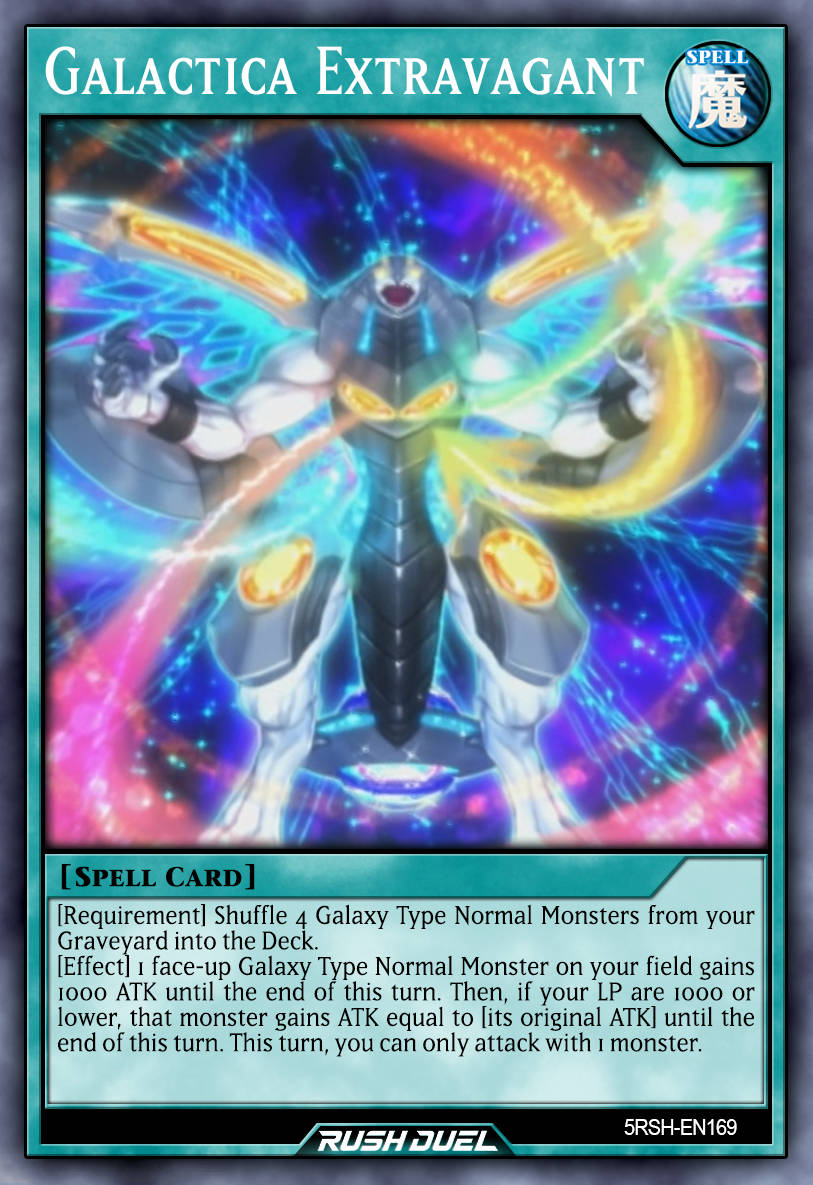 Galactica Extravagant
SPELL
魔
[Spell Card]
[Requirement] Shuffle 4 Galaxy Type Normal Monsters from your
Graveyard into the Deck.
[Effect] 1 face-up Galaxy Type Normal Monster on your field gains
1000 ATK until the end of this turn. Then, if your LP are 1000 or
lower, that monster gains ATK equal to [its original ATK] until the
end of this turn. This turn, you can only attack with 1 monster.
5RSH-EN169
RUSH DUEL